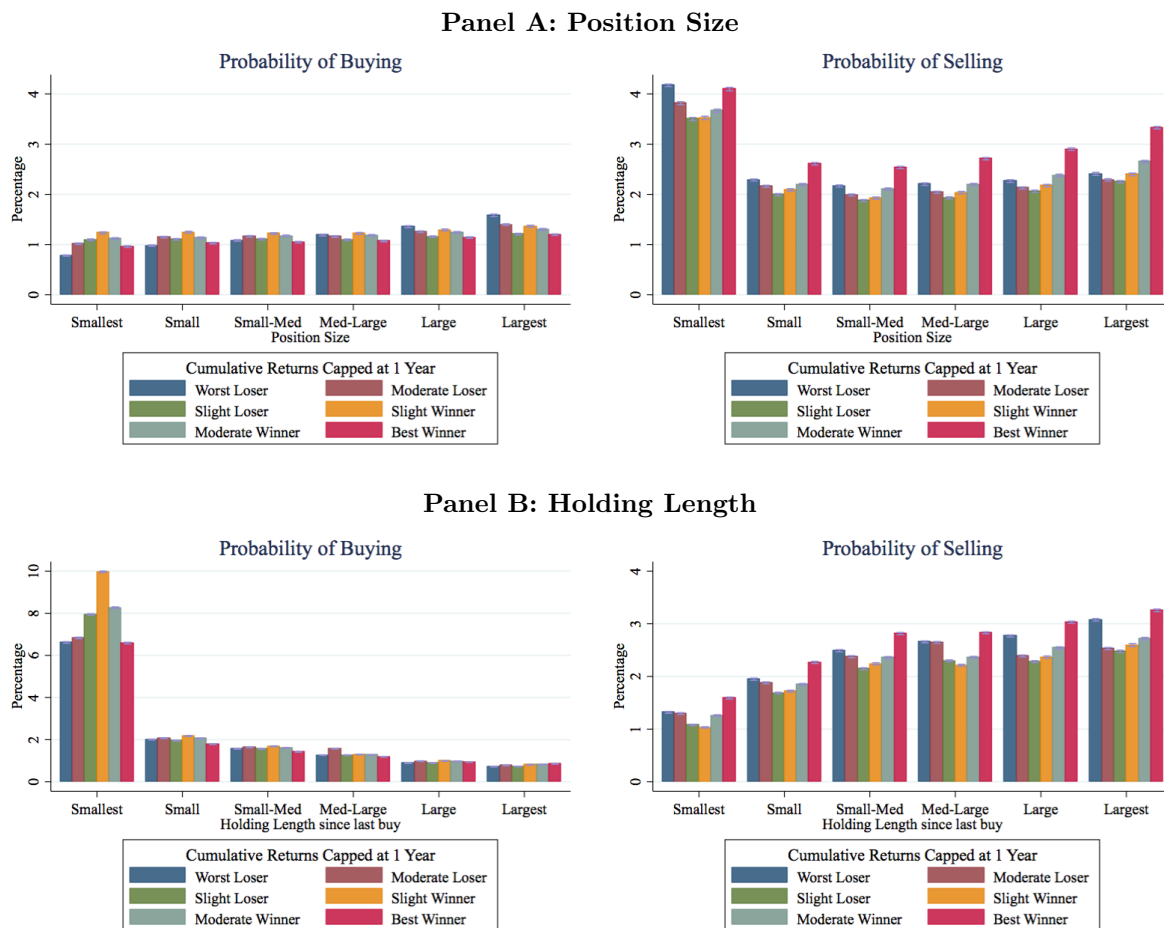 Panel A: Position Size
Probability of Buying
Percentage
4
3
2
1
0
Smallest Small Small-Med Med-Large Large Largest
Position Size
Cumulative Returns Capped at 1 Year
Worst Loser Moderate Loser
Slight Loser Slight Winner
Moderate Winner Best Winner
Probability of Selling
Percentage
4
3
2
1
0
Smallest Small Small-Med Med-Large Large Largest
Position Size
Cumulative Returns Capped at 1 Year
Worst Loser Moderate Loser
Slight Loser Slight Winner
Moderate Winner Best Winner
Panel B: Holding Length
Probability of Buying
Percentage
10
8
6
4
2
0
Smallest Small Small-Med Med-Large Large Largest
Holding Length since last buy
Cumulative Returns Capped at 1 Year
Worst Loser Moderate Loser
Slight Loser Slight Winner
Moderate Winner Best Winner
Probability of Selling
Percentage
4
3
2
1
0
Smallest Small Small-Med Med-Large Large Largest
Holding Length since last buy
Cumulative Returns Capped at 1 Year
Worst Loser Moderate Loser
Slight Loser Slight Winner
Moderate Winner Best Winner